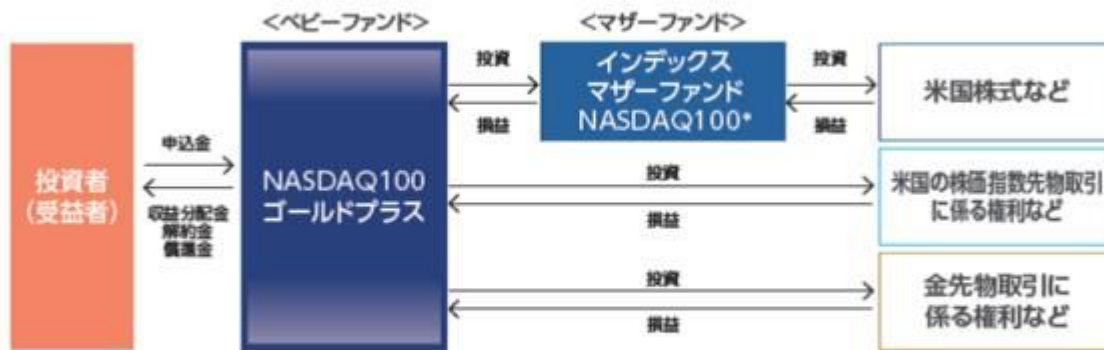 ＜ベビーファンド＞
＜マザーファンド＞
投資者
（受益者）
申込金
収益分配金
解約金
償還金
NASDAQ100
ゴールドプラス
投資
損益
インデックス
マザーファンド
NASDAQ100*
投資
損益
米国株式など
投資
損益
米国の株価指数先物取引
に係る権利など
投資
損益
金先物取引に
係る権利など